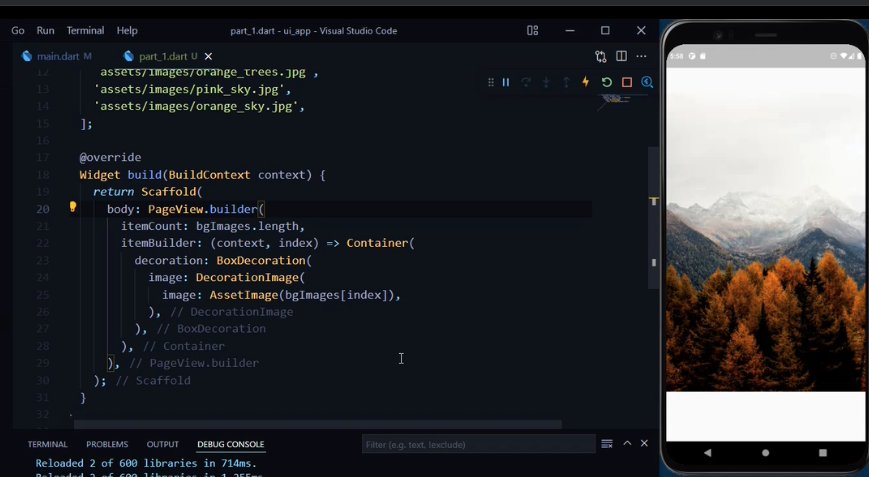 Go Run Terminal Help part_1.dart - ui_app - Visual Studio Code
main.dart M part_1.dart U
12 'assets/images/orange_trees.jpg',
13 'assets/images/pink_sky.jpg',
14 'assets/images/orange_sky.jpg',
15 ];
16
17 @override
18 Widget build(BuildContext context) {
19 return Scaffold(
20 body: PageView.builder(
21 itemCount: bgImages.length,
22 itemBuilder: (context, index) => Container(
23 decoration: BoxDecoration(
24 image: DecorationImage(
25 image: AssetImage(bgImages[index]),
26 ), // DecorationImage
27 ), // BoxDecoration
28 ), // Container
29 ), // PageView.builder
30 ); // Scaffold
31 }
32
TERMINAL PROBLEMS OUTPUT DEBUG CONSOLE Filter (e.g. text, !exclude)
Reloaded 2 of 600 libraries in 714ms.
Reloaded 2 of 600 libraries in 1,255ms.